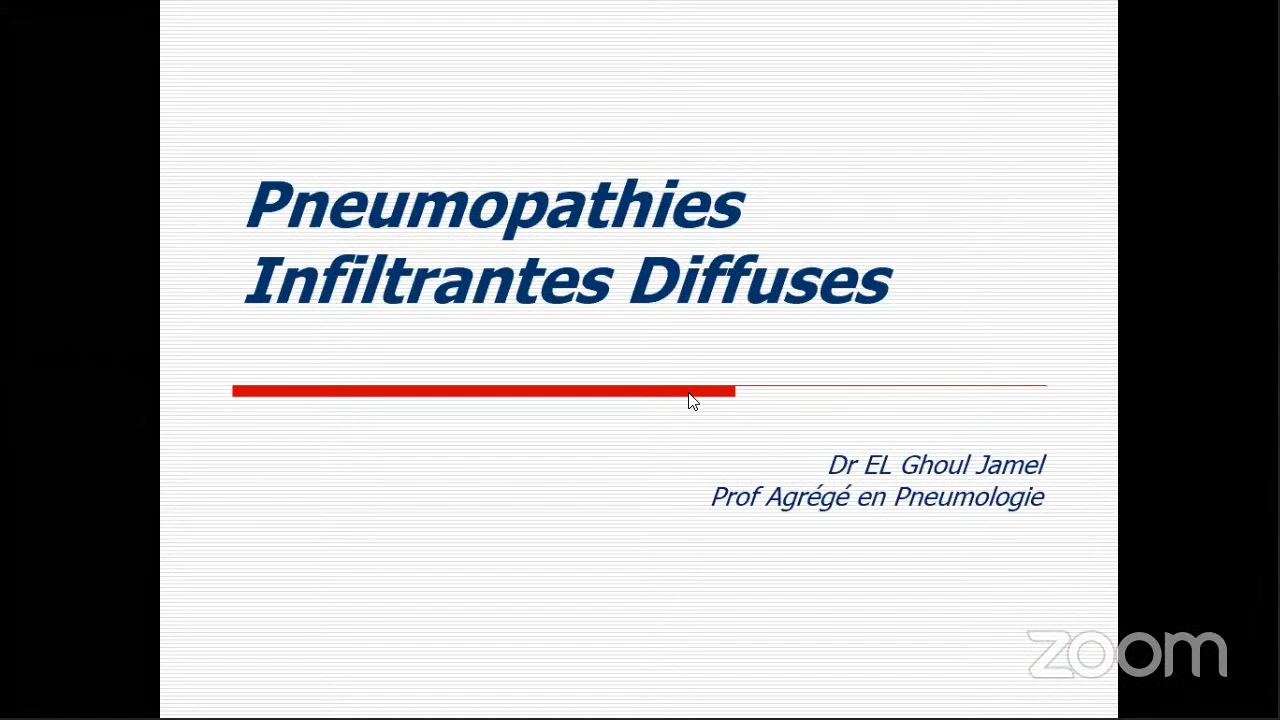 Pneumopathies
Infiltrantes Diffuses
Dr EL Ghoul Jamel
Prof Agrégé en Pneumologie
zoom